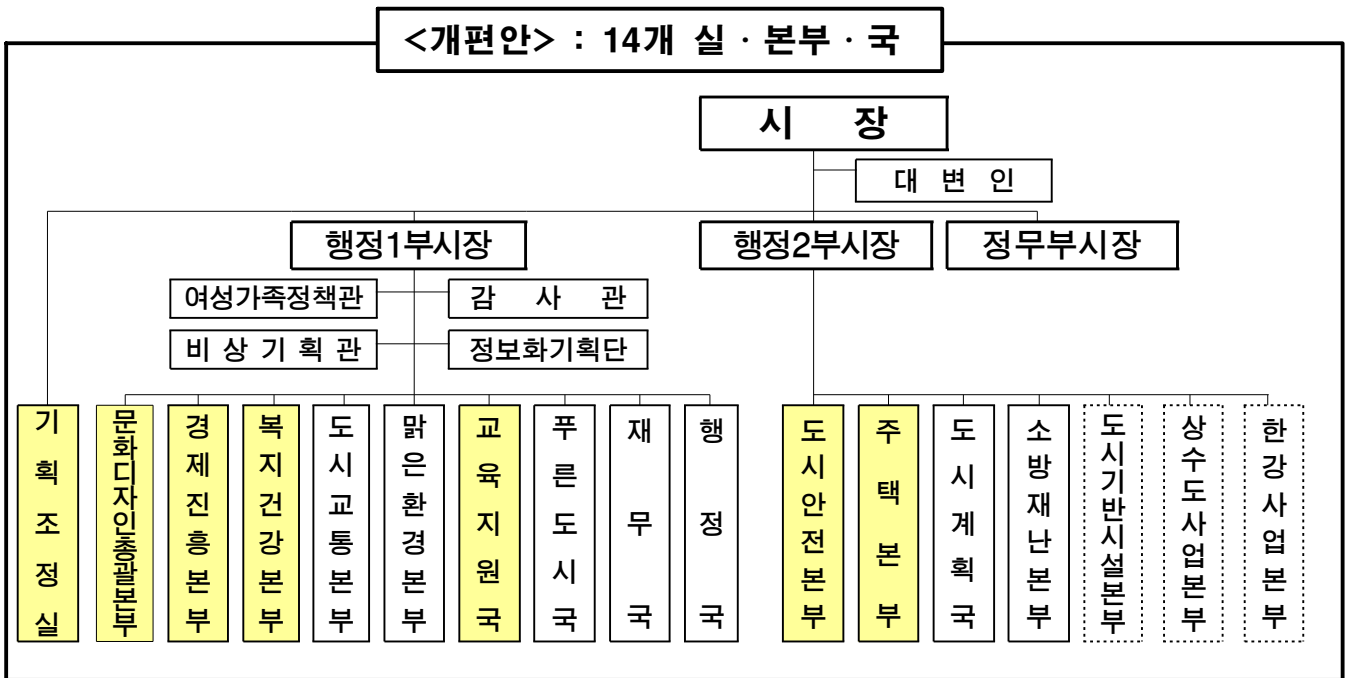 <개편안> : 14개 실·본부·국
시 장
대 변 인
행정1부시장
행정2부시장
정무부시장
여성가족정책관
감 사 관
비 상 기 획 관
정보화기획단
기획조정실
문화디자인총괄본부
경제진흥본부
복지건강본부
도시교통본부
맑은환경본부
교육지원국
푸른도시국
재무국
행정국
도시안전본부
주택본부
도시계획국
소방재난본부
도시기반시설본부
상수도사업본부
한강사업본부